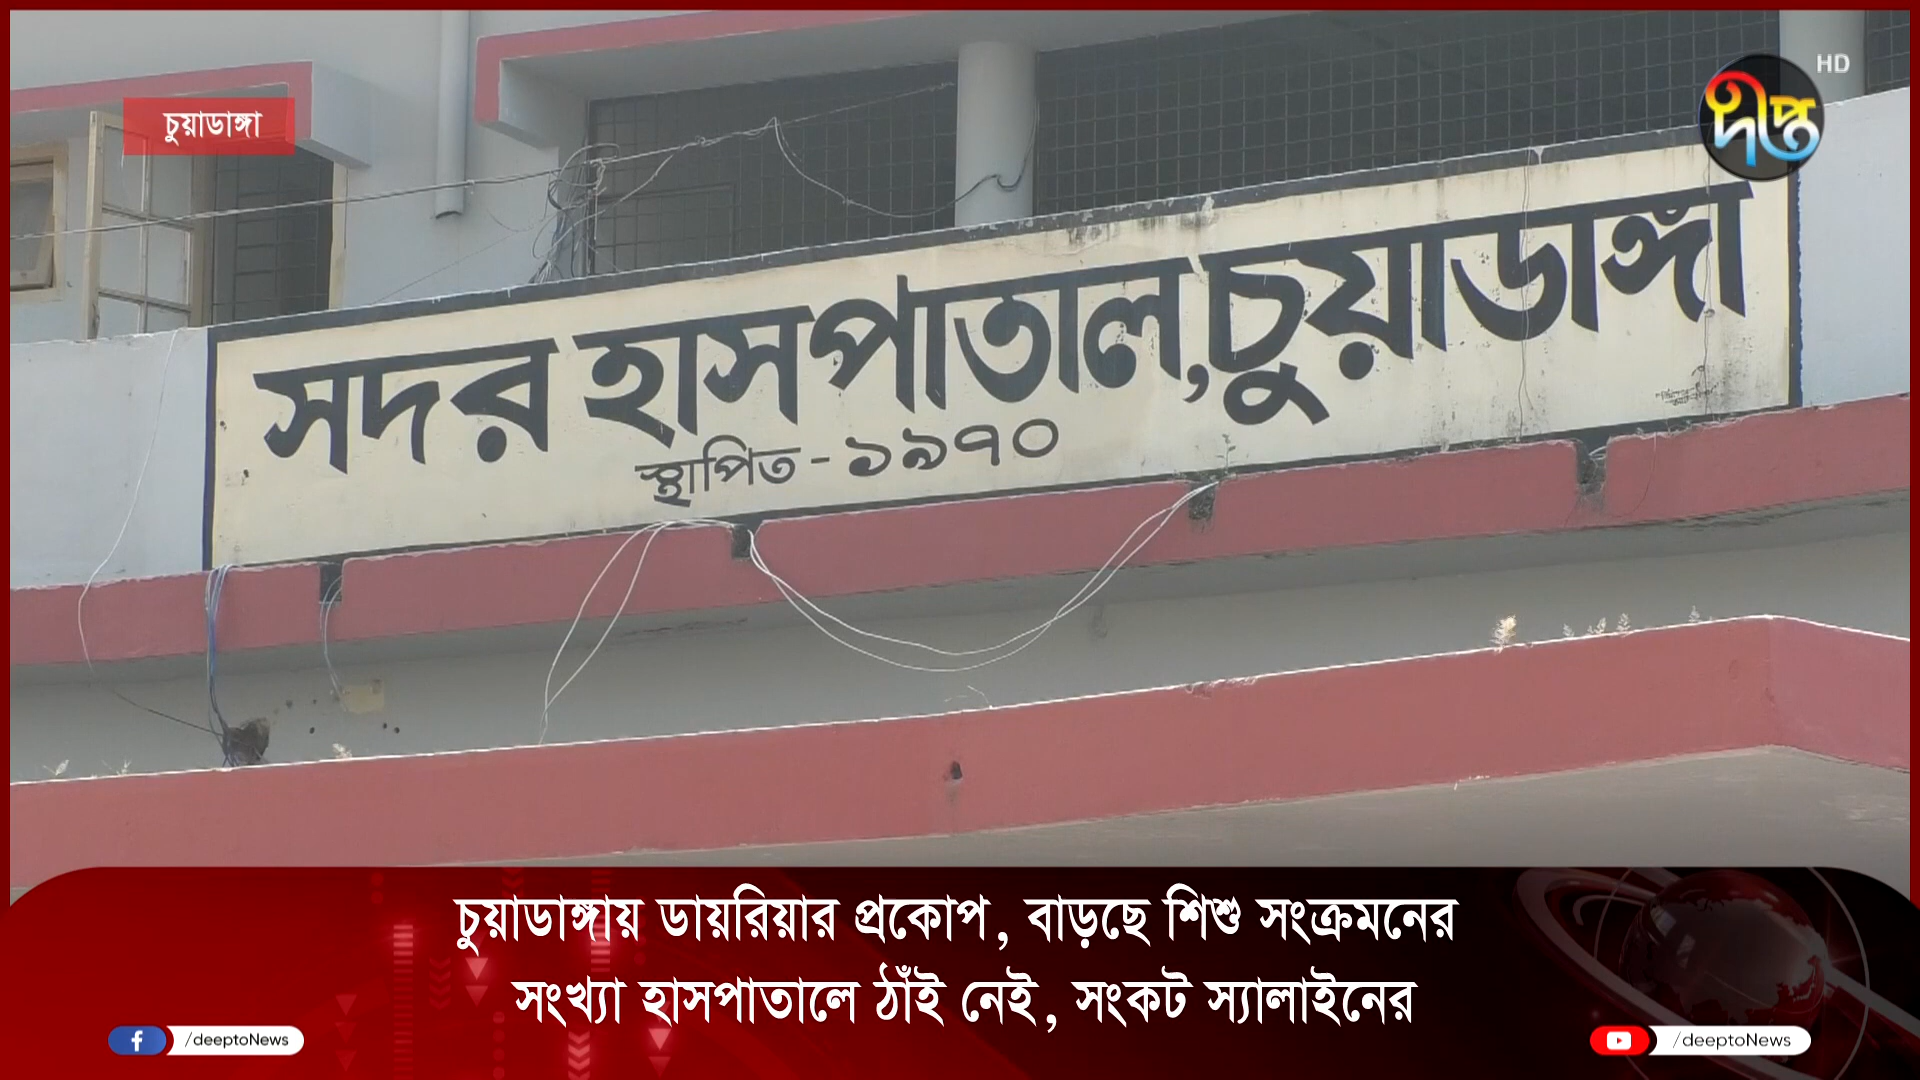 চুয়াডাঙ্গা
HD
দীপ্ত
সদর হাসপাতাল, চুয়াডাঙ্গা
স্থাপিত - ১৯৭০
চুয়াডাঙ্গায় ডায়রিয়ার প্রকোপ, বাড়ছে শিশু সংক্রমনের
সংখ্যা হাসপাতালে ঠাঁই নেই, সংকট স্যালাইনের
/deeptoNews
/deeptoNews